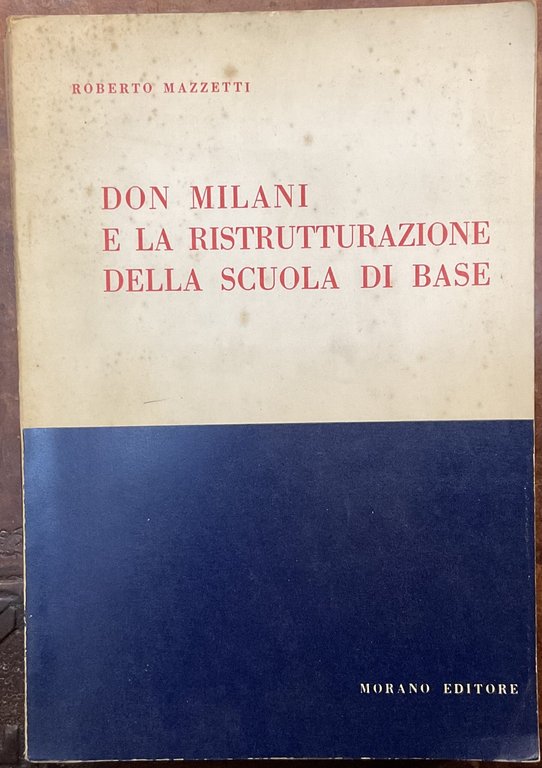 ROBERTO MAZZETTI
DON MILANI
E LA RISTRUTTURAZIONE
DELLA SCUOLA DI BASE
MORANO EDITORE